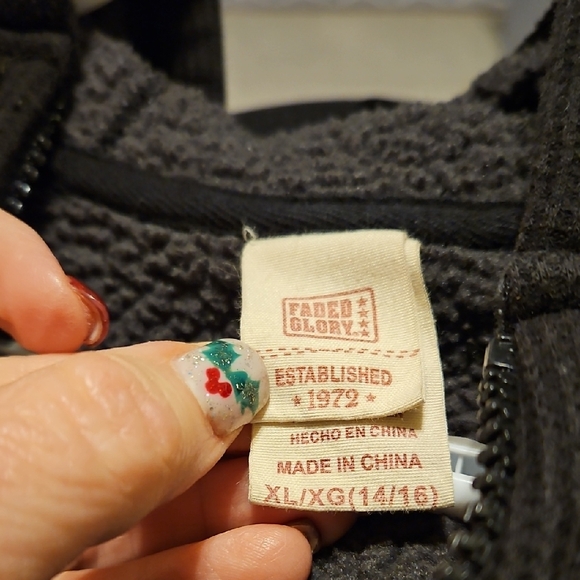 FADED
GLORY
ESTABLISHED
1972
HECHO EN CHINA
MADE IN CHINA
XL/XG(14/16)